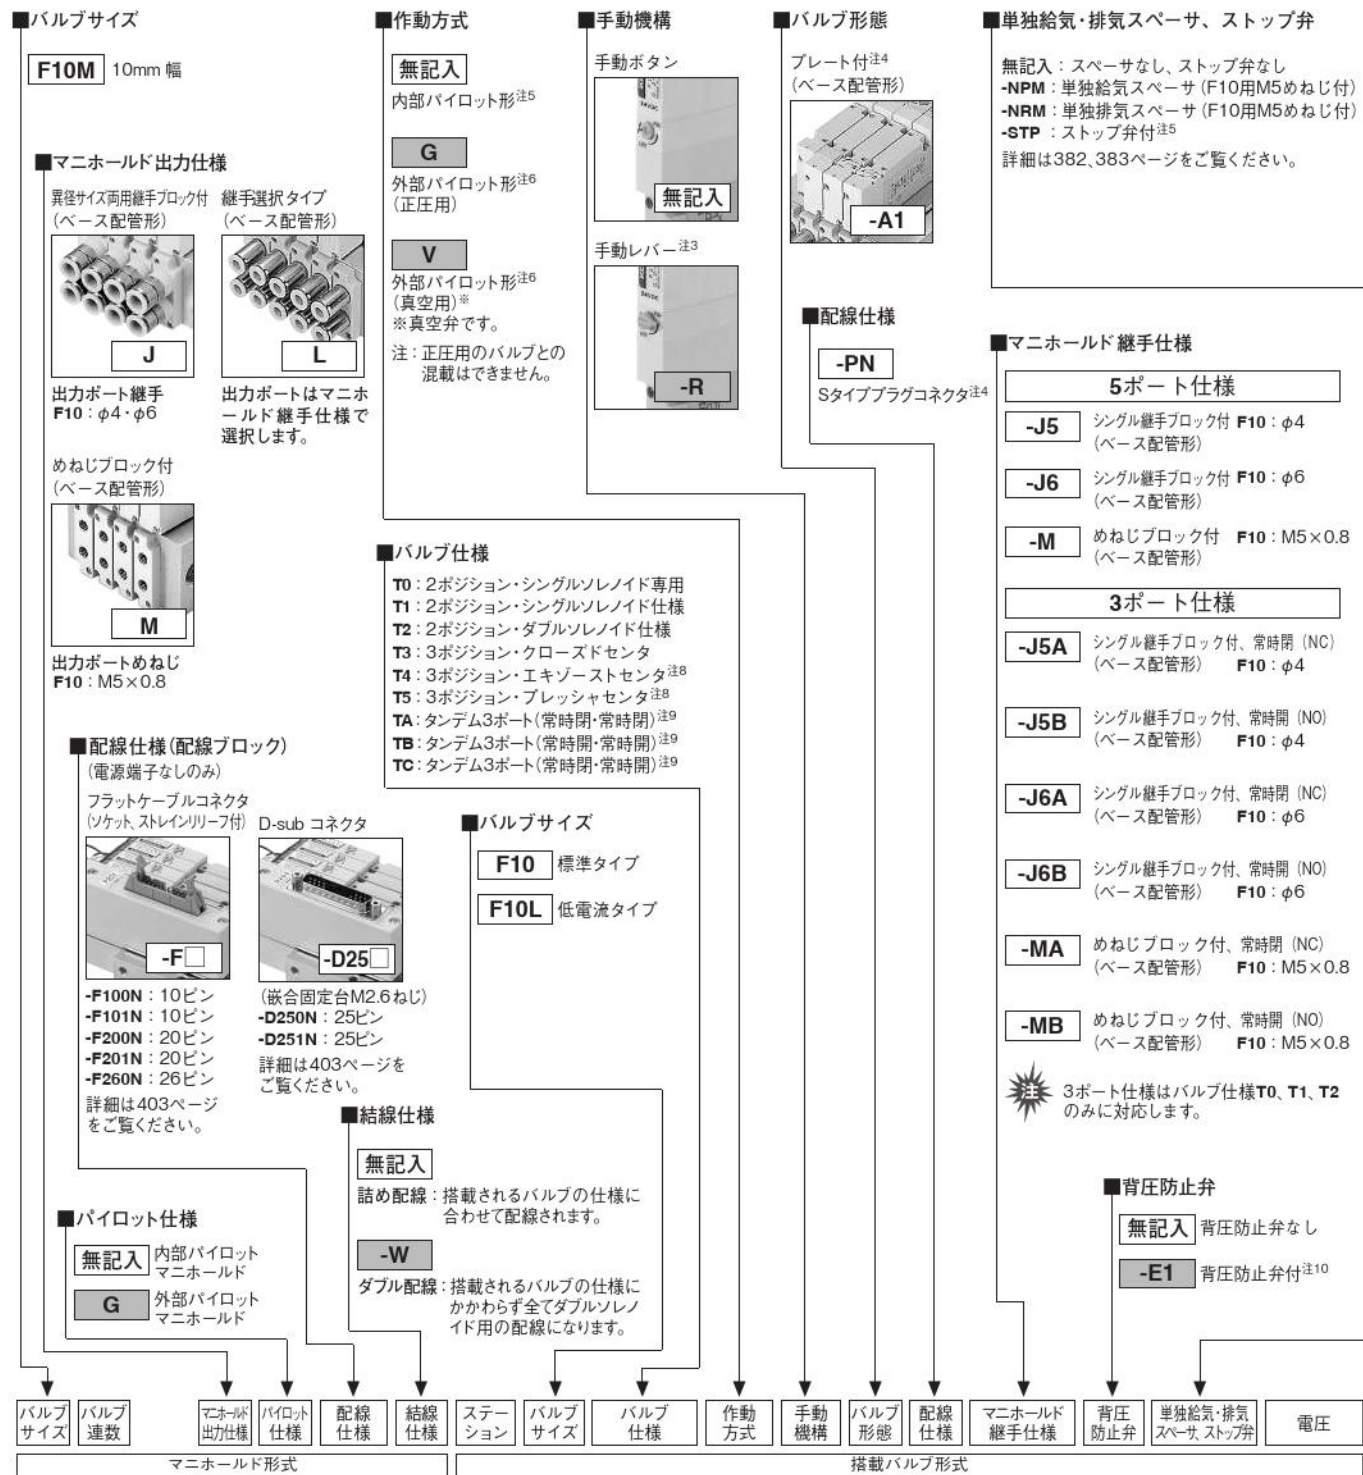 ■バルブサイズ
F10M 10mm 幅
■マニホールド出力仕様
異径サイズ両用継手ブロック付
(ベース配管形)
J
出力ポート継手
F10：φ4・φ6
継手選択タイプ
(ベース配管形)
L
出力ポートはマニホ
ールド継手仕様で
選択します。
めねじブロック付
(ベース配管形)
M
出力ポートめねじ
F10：M5×0.8
■配線仕様(配線ブロック)
(電源端子なしのみ)
フラットケーブルコネクタ
(ソケット、ストレインリリーフ付)
-F□
-F100N：10ピン
-F101N：10ピン
-F200N：20ピン
-F201N：20ピン
-F260N：26ピン
詳細は403ページ
をご覧ください。
D-sub コネクタ
-D25□
(嵌合固定台M2.6ねじ)
-D250N：25ピン
-D251N：25ピン
詳細は403ページを
ご覧ください。
■パイロット仕様
無記入 内部パイロット
マニホールド
G 外部パイロット
マニホールド
■結線仕様
無記入
詰め配線：搭載されるバルブの仕様に
合わせて配線されます。
-W
ダブル配線：搭載されるバルブの仕様に
かかわらず全てダブルソレノ
イド用の配線になります。
■作動方式
無記入
内部パイロット形注5
G
外部パイロット形注6
(正圧用)
V
外部パイロット形注6
(真空用)※
※真空弁です。
注：正圧用のバルブとの
混載はできません。
■バルブ仕様
T0：2ポジション・シングルソレノイド専用
T1：2ポジション・シングルソレノイド仕様
T2：2ポジション・ダブルソレノイド仕様
T3：3ポジション・クローズドセンタ
T4：3ポジション・エキゾーストセンタ注8
T5：3ポジション・プレッシャセンタ注8
TA：タンデム3ポート(常時閉・常時閉)注9
TB：タンデム3ポート(常時開・常時開)注9
TC：タンデム3ポート(常時閉・常時開)注9
■バルブサイズ
F10 標準タイプ
F10L 低電流タイプ
■手動機構
手動ボタン
無記入
手動レバー注3
-R
■バルブ形態
プレート付注4
(ベース配管形)
-A1
■配線仕様
-PN
Sタイププラグコネクタ注4
■単独給気・排気スペーサ、ストップ弁
無記入：スペーサなし、ストップ弁なし
-NPM：単独給気スペーサ(F10用M5めねじ付)
-NRM：単独排気スペーサ(F10用M5めねじ付)
-STP：ストップ弁付注5
詳細は382、383ページをご覧ください。
■マニホールド継手仕様
5ポート仕様
-J5 シングル継手ブロック付 F10：φ4
(ベース配管形)
-J6 シングル継手ブロック付 F10：φ6
(ベース配管形)
-M めねじブロック付 F10：M5×0.8
(ベース配管形)
3ポート仕様
-J5A シングル継手ブロック付、常時閉(NC)
(ベース配管形) F10：φ4
-J5B シングル継手ブロック付、常時開(NO)
(ベース配管形) F10：φ4
-J6A シングル継手ブロック付、常時閉(NC)
(ベース配管形) F10：φ6
-J6B シングル継手ブロック付、常時開(NO)
(ベース配管形) F10：φ6
-MA めねじブロック付、常時閉(NC)
(ベース配管形) F10：M5×0.8
-MB めねじブロック付、常時開(NO)
(ベース配管形) F10：M5×0.8
注 3ポート仕様はバルブ仕様T0、T1、T2
のみに対応します。
■背圧防止弁
無記入 背圧防止弁なし
-E1 背圧防止弁付注10
バルブ
サイズ
バルブ
連数
マニホールド
出力仕様
パイロット
仕様
配線
仕様
結線
仕様
ステー
ション
バルブ
サイズ
バルブ
仕様
作動
方式
手動
機構
バルブ
形態
配線
仕様
マニホールド
継手仕様
背圧
防止弁
単独給気・排気
スペーサ、ストップ弁
電圧
マニホールド形式
搭載バルブ形式